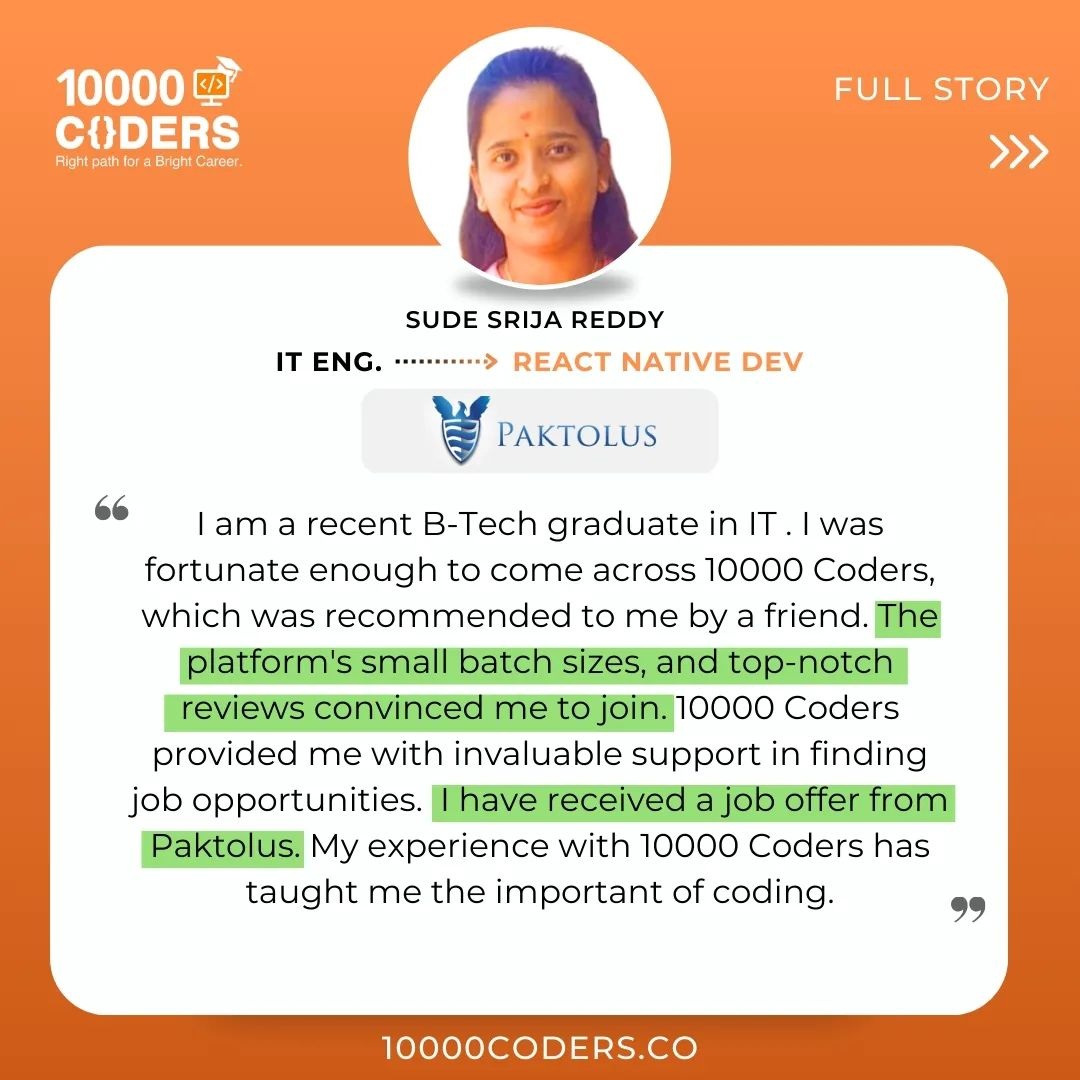 10000
C{}DERS
Right path for a Bright Career.
FULL STORY
SUDE SRIJA REDDY
IT ENG. REACT NATIVE DEV
PAKTOLUS
“
I am a recent B-Tech graduate in IT . I was
fortunate enough to come across 10000 Coders,
which was recommended to me by a friend. The
platform's small batch sizes, and top-notch
reviews convinced me to join. 10000 Coders
provided me with invaluable support in finding
job opportunities. I have received a job offer from
Paktolus. My experience with 10000 Coders has
taught me the important of coding.
”
10000CODERS.CO